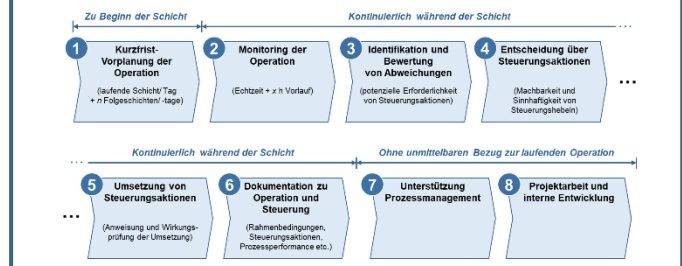 Zu Beginn der Schicht
Kontinuierlich während der Schicht
...
1
Kurzfrist-
Vorplanung der
Operation
(laufende Schicht/ Tag
+ n Folgeschichten/ -tage)
2
Monitoring der
Operation
(Echtzeit + x h Vorlauf)
3
Identifikation und
Bewertung
von Abweichungen
(potenzielle Erforderlichkeit
von Steuerungsaktionen)
4
Entscheidung über
Steuerungsaktionen
(Machbarkeit und
Sinnhaftigkeit von
Steuerungshebeln)
...
...
Kontinuierlich während der Schicht
Ohne unmittelbaren Bezug zur laufenden Operation
...
5
Umsetzung von
Steuerungsaktionen
(Anweisung und Wirkungs-
prüfung der Umsetzung)
6
Dokumentation zu
Operation und
Steuerung
(Rahmenbedingungen,
Steuerungsaktionen,
Prozessperformance etc.)
7
Unterstützung
Prozessmanagement
8
Projektarbeit und
interne Entwicklung